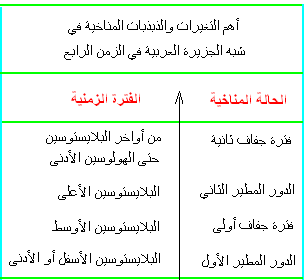 أهم التغيرات والذبذبات المناخية في
شبه الجزيرة العربية في الزمن الرابع
الحالة المناخية
الفترة الزمنية
فترة جفاف ثانية
من أواخر البلايستوسين
حتى الهولوسين الأدنى
الدور المطير الثاني
البلايستوسين الأعلى
فترة جفاف أولى
البلايستوسين الأوسط
الدور المطير الأول
البلايستوسين الأسفل أو الأدنى